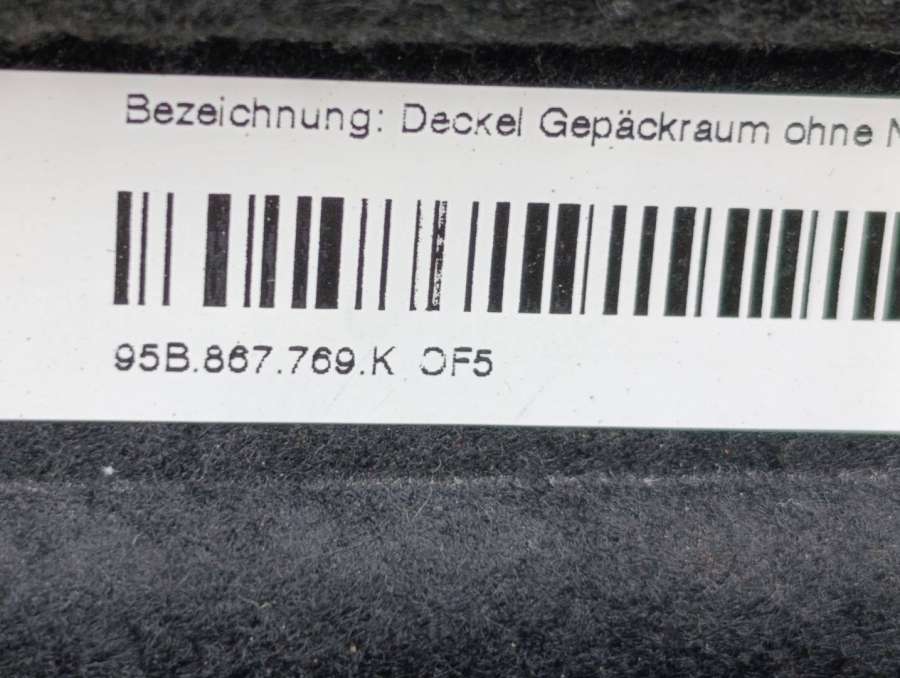 Bezeichnung: Deckel Gepäckraum ohne N
95B.867.769.K OF5